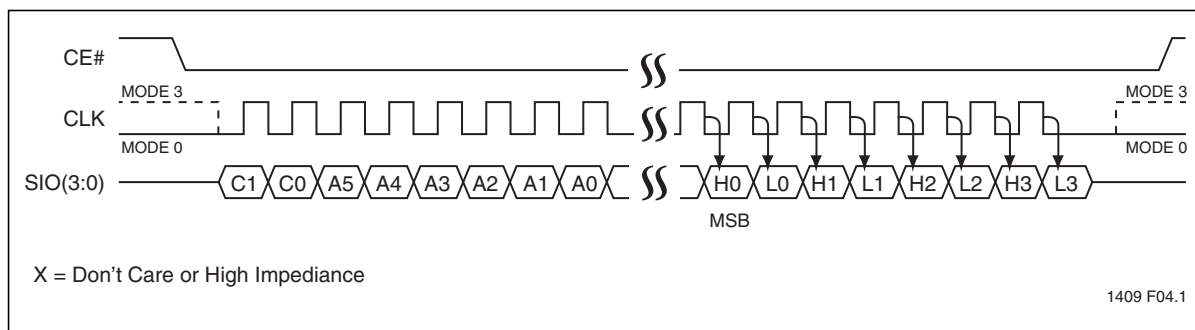 CE#
MODE 3
MODE 3
CLK
MODE 0
MODE 0
SIO(3:0)
C1 C0 A5 A4 A3 A2 A1 A0 H0 L0 H1 L1 H2 L2 H3 L3
MSB
X = Don't Care or High Impediance
1409 F04.1